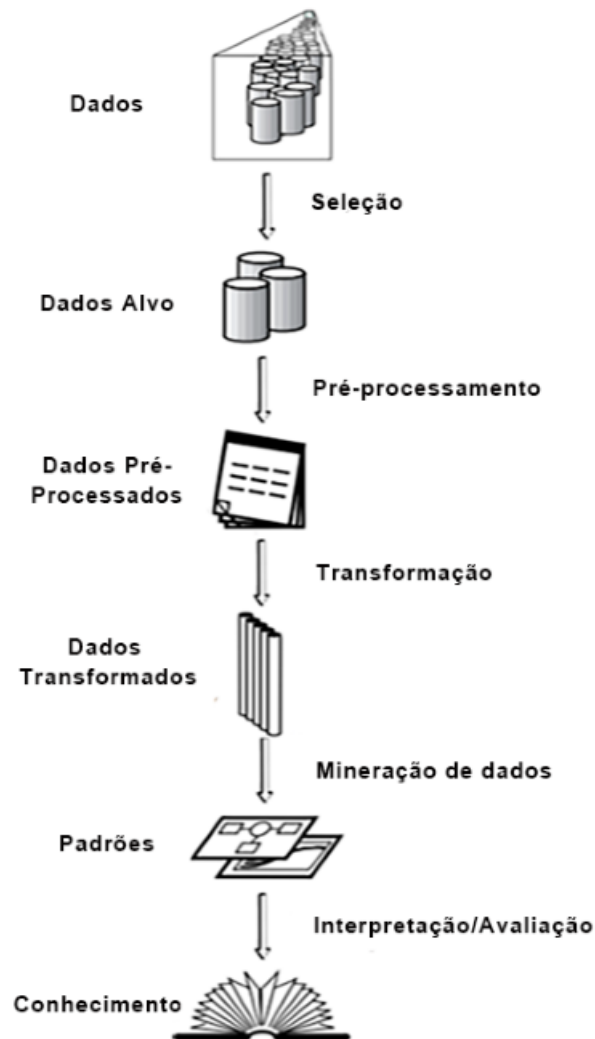 Dados
Seleção
Dados Alvo
Pré-processamento
Dados Pré-
Processados
Transformação
Dados
Transformados
Mineração de dados
Padrões
Interpretação/Avaliação
Conhecimento